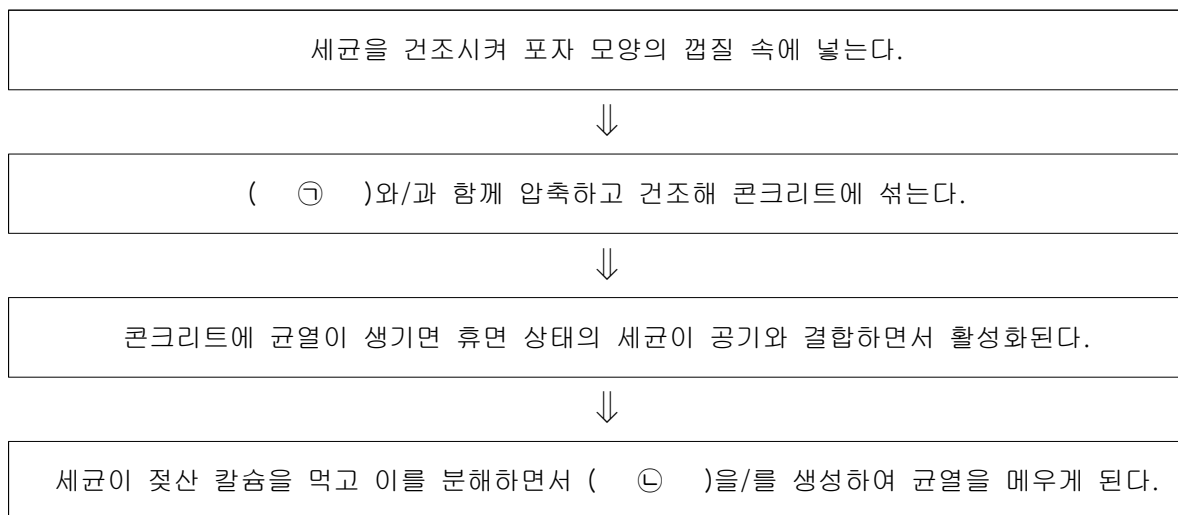 세균을 건조시켜 포자 모양의 껍질 속에 넣는다.
⇓
( ㉠ )와/과 함께 압축하고 건조해 콘크리트에 섞는다.
⇓
콘크리트에 균열이 생기면 휴면 상태의 세균이 공기와 결합하면서 활성화된다.
⇓
세균이 젖산 칼슘을 먹고 이를 분해하면서 ( ㉡ )을/를 생성하여 균열을 메우게 된다.